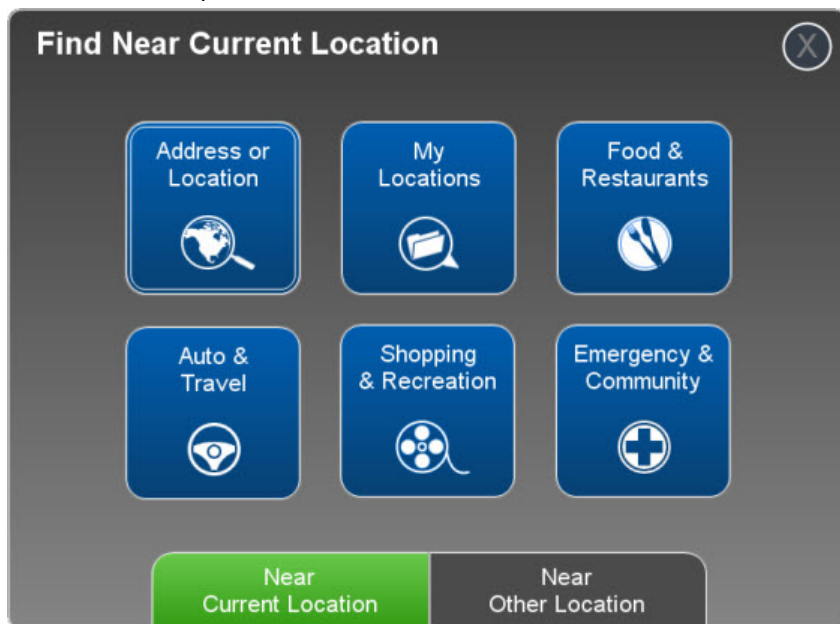 Find Near Current Location
X
Address or
Location
My
Locations
Food &
Restaurants
Auto &
Travel
Shopping
& Recreation
Emergency &
Community
Near
Current Location
Near
Other Location